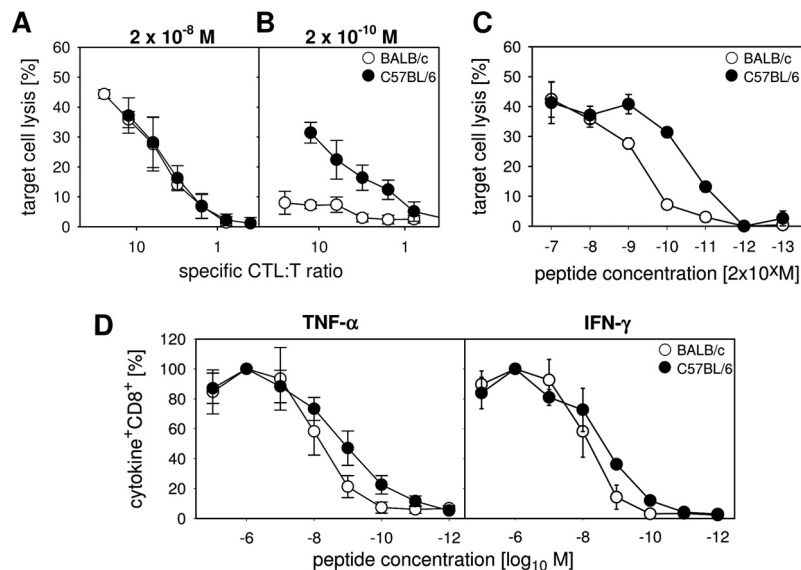 A
2 x 10⁻⁸ M
B
2 x 10⁻¹⁰ M
C
60
50
40
30
20
10
0
target cell lysis [%]
BALB/c
C57BL/6
10
1
10
1
specific CTL:T ratio
60
50
40
30
20
10
0
target cell lysis [%]
BALB/c
C57BL/6
-7
-8
-9
-10
-11
-12
-13
peptide concentration [2x10ˣM]
D
TNF-α
IFN-γ
120
100
80
60
40
20
0
cytokine⁺CD8⁺ [%]
BALB/c
C57BL/6
-6
-8
-10
-12
-6
-8
-10
-12
peptide concentration [log₁₀ M]